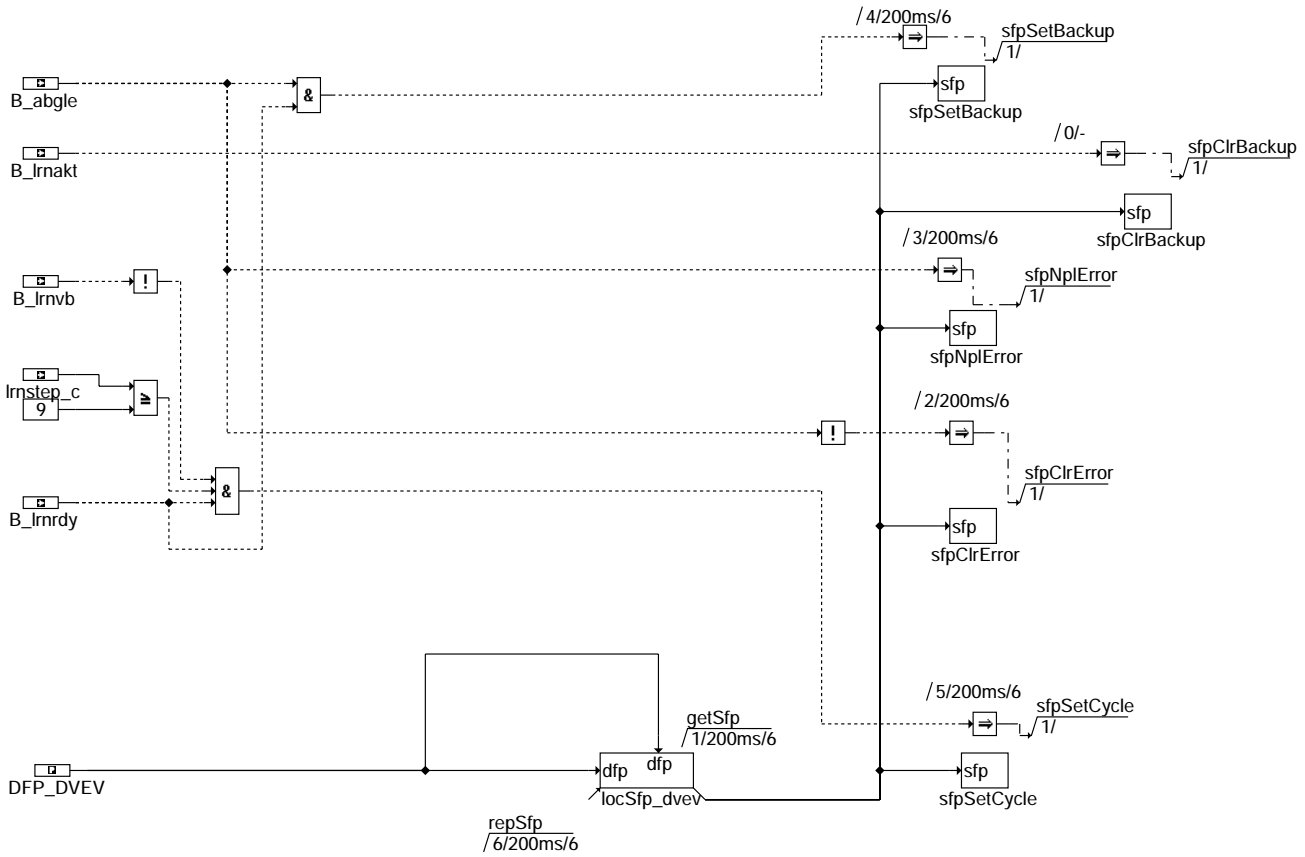 /4/200ms/6
sfpSetBackup
1/
B_abgle
&
sfp
sfpSetBackup
/0/-
B_lrnakt
sfpClrBackup
1/
sfp
sfpClrBackup
/3/200ms/6
B_lrnvb
!
sfpNplError
1/
sfp
sfpNplError
lrnstep_c
9
≥
/2/200ms/6
!
sfpClrError
1/
B_lrnrdy
&
sfp
sfpClrError
/5/200ms/6
sfpSetCycle
1/
getSfp
/1/200ms/6
DFP_DVEV
dfp
dfp
locSfp_dvev
sfp
sfpSetCycle
repSfp
/6/200ms/6